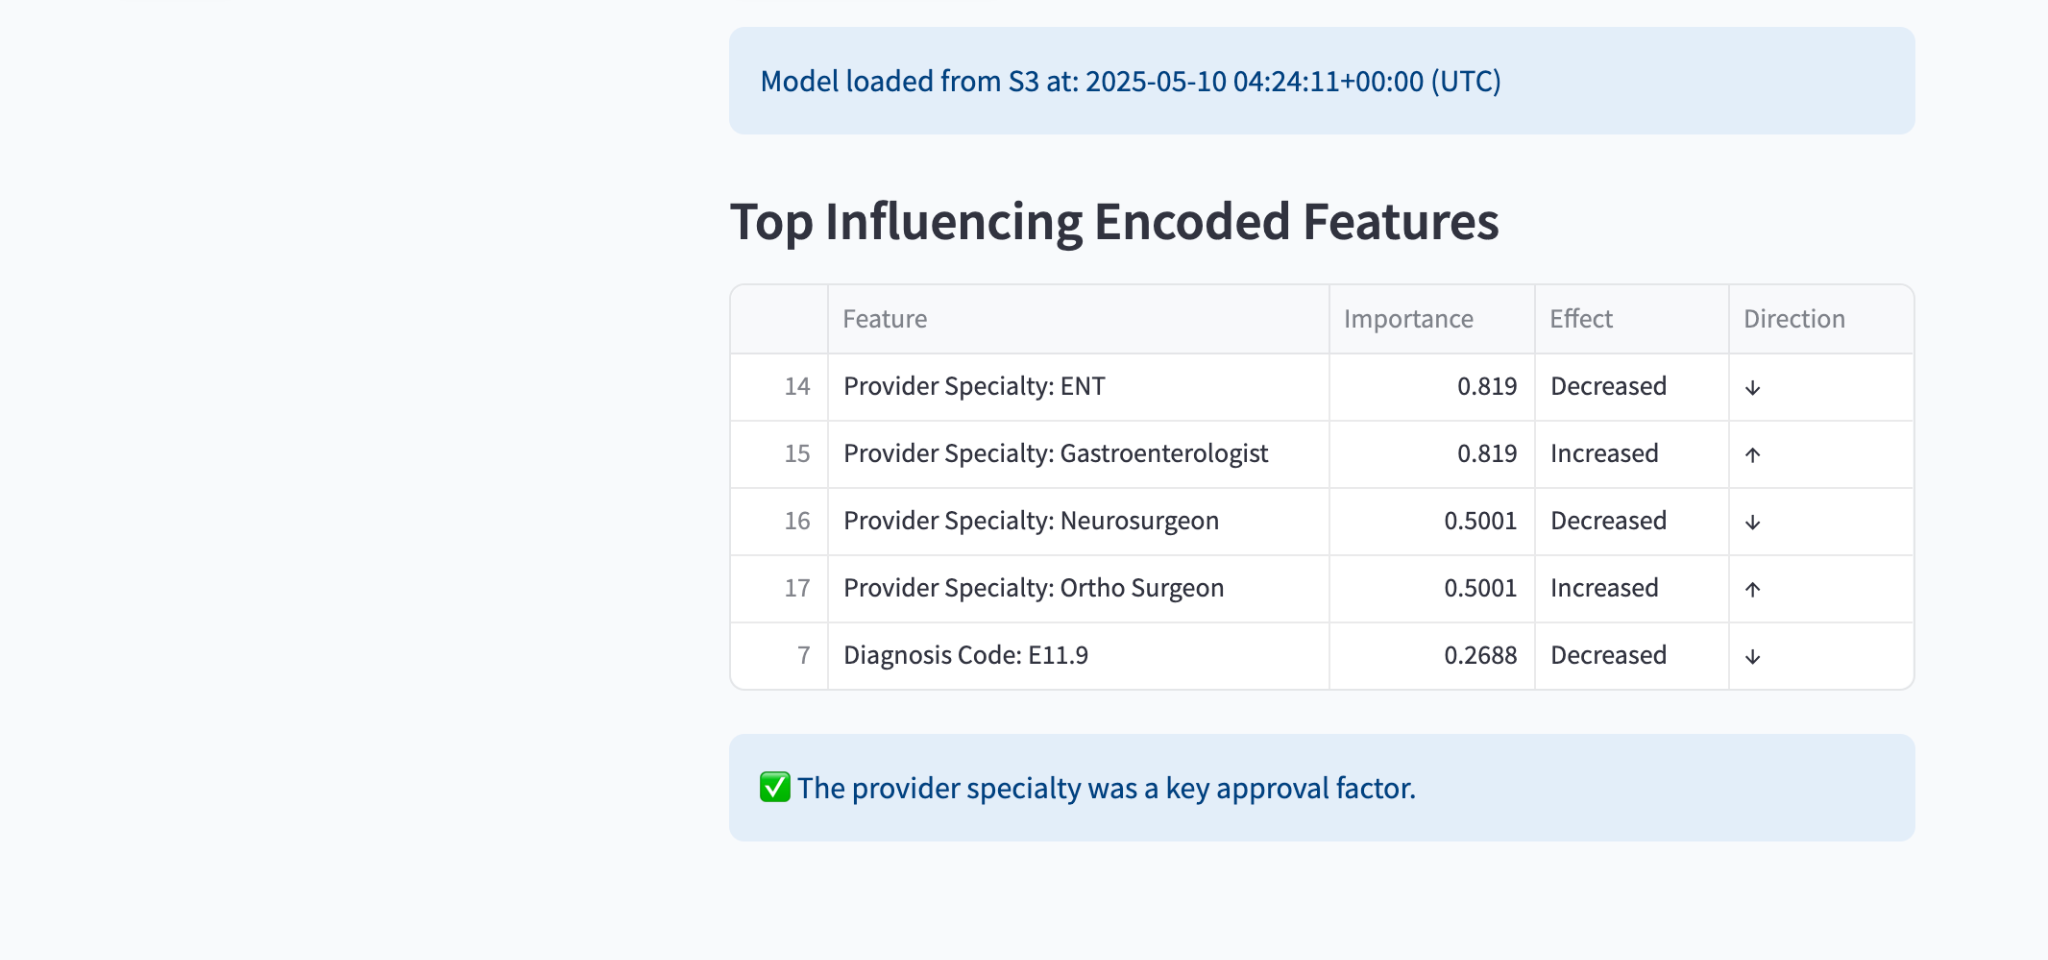 Model loaded from S3 at: 2025-05-10 04:24:11+00:00 (UTC)
Top Influencing Encoded Features
Feature Importance Effect Direction
14 Provider Specialty: ENT 0.819 Decreased ↓
15 Provider Specialty: Gastroenterologist 0.819 Increased ↑
16 Provider Specialty: Neurosurgeon 0.5001 Decreased ↓
17 Provider Specialty: Ortho Surgeon 0.5001 Increased ↑
7 Diagnosis Code: E11.9 0.2688 Decreased ↓
✅ The provider specialty was a key approval factor.